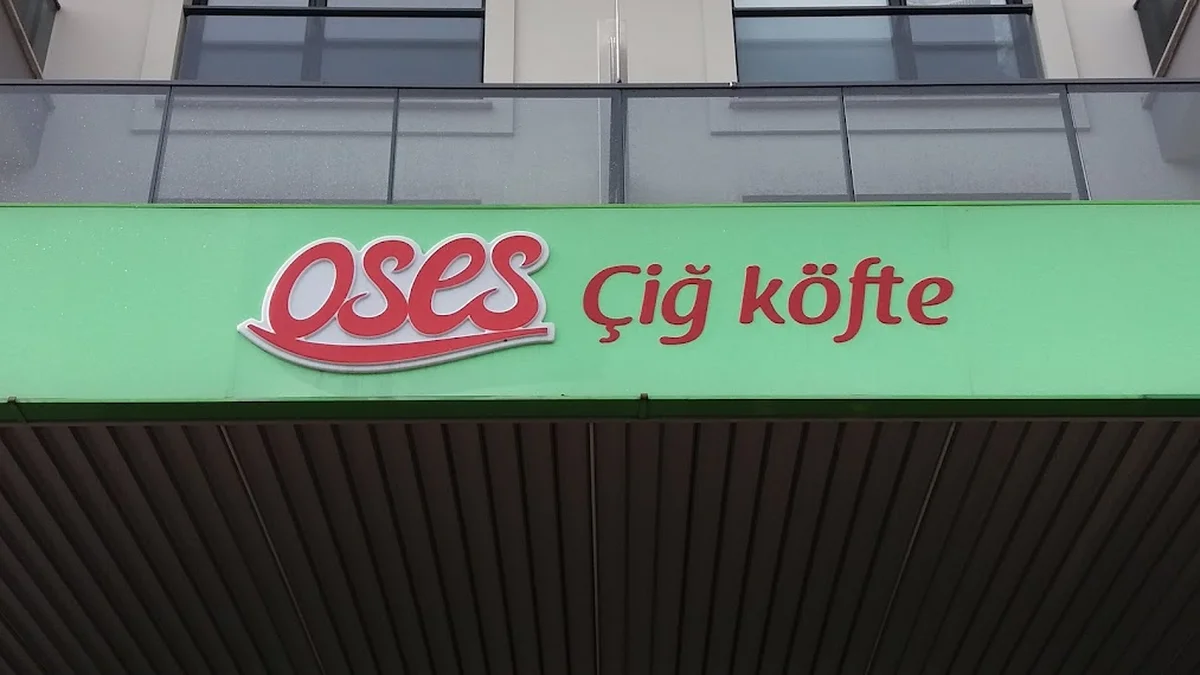 oses Çiğ köfte